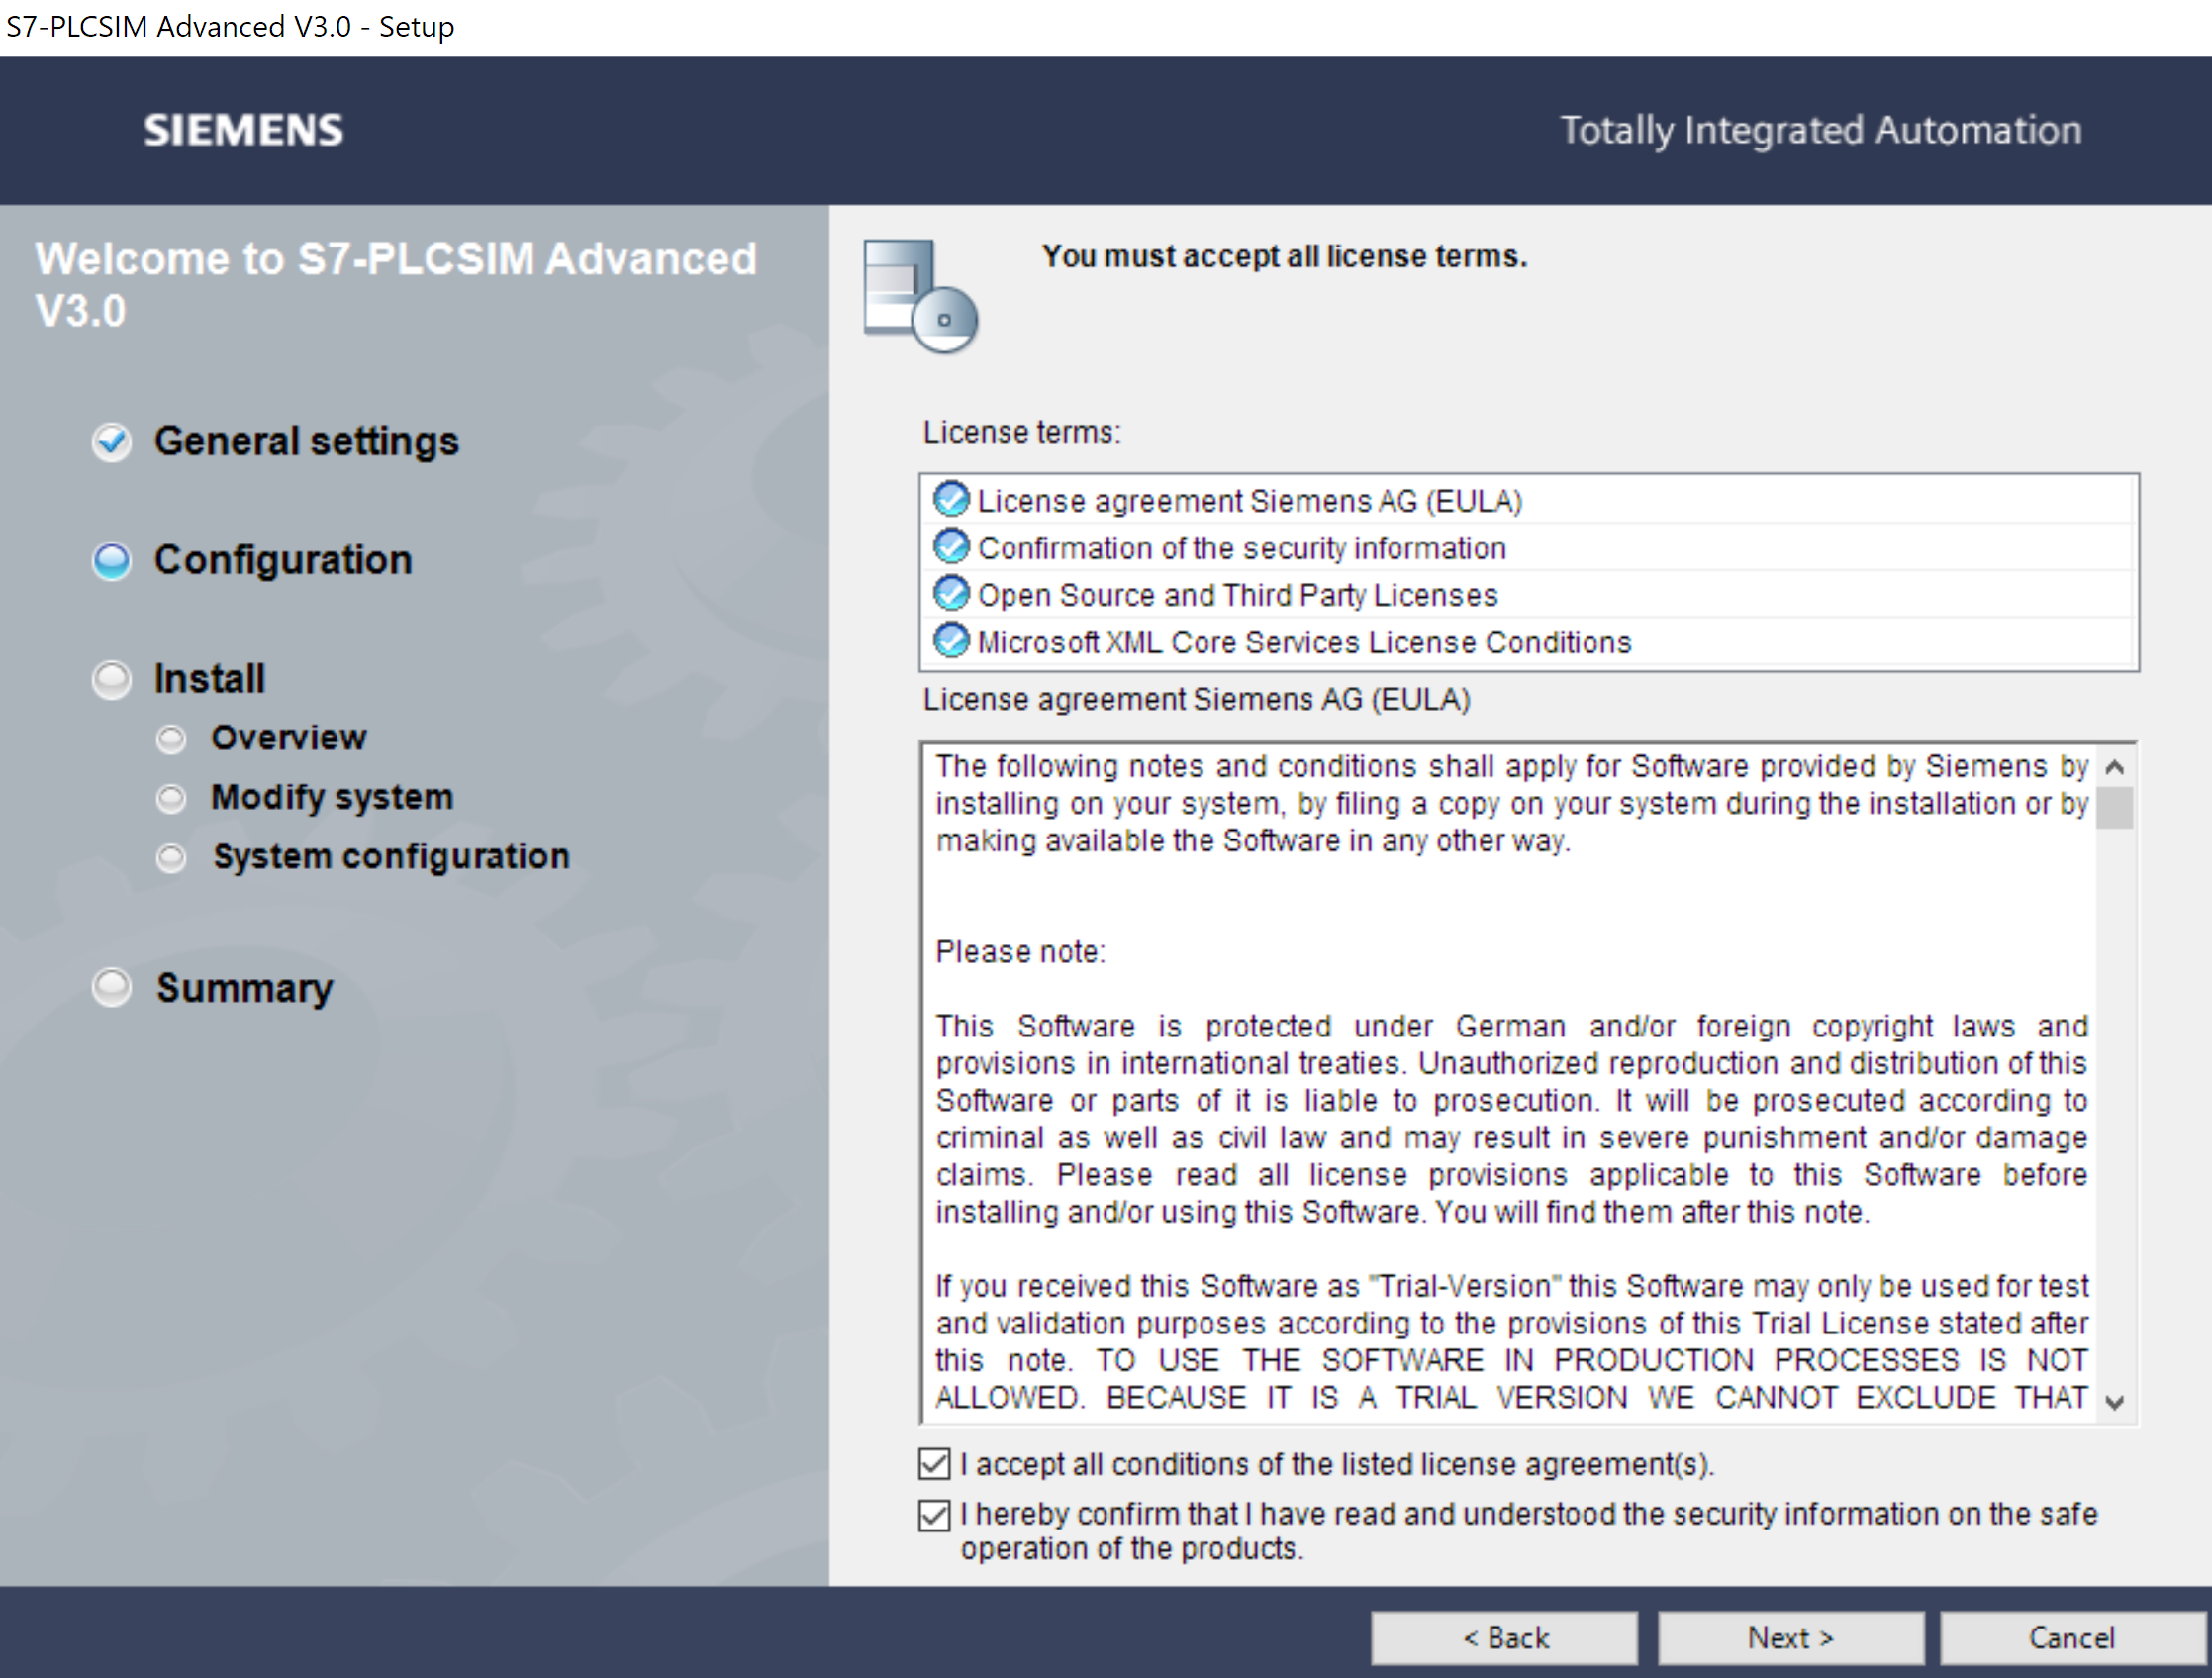 S7-PLCSIM Advanced V3.0 - Setup
SIEMENS
Totally Integrated Automation
Welcome to S7-PLCSIM Advanced
V3.0
General settings
Configuration
Install
Overview
Modify system
System configuration
Summary
You must accept all license terms.
License terms:
License agreement Siemens AG (EULA)
Confirmation of the security information
Open Source and Third Party Licenses
Microsoft XML Core Services License Conditions
License agreement Siemens AG (EULA)
The following notes and conditions shall apply for Software provided by Siemens by
installing on your system, by filing a copy on your system during the installation or by
making available the Software in any other way.
Please note:
This Software is protected under German and/or foreign copyright laws and
provisions in international treaties. Unauthorized reproduction and distribution of this
Software or parts of it is liable to prosecution. It will be prosecuted according to
criminal as well as civil law and may result in severe punishment and/or damage
claims. Please read all license provisions applicable to this Software before
installing and/or using this Software. You will find them after this note.
If you received this Software as "Trial-Version" this Software may only be used for test
and validation purposes according to the provisions of this Trial License stated after
this note. TO USE THE SOFTWARE IN PRODUCTION PROCESSES IS NOT
ALLOWED. BECAUSE IT IS A TRIAL VERSION WE CANNOT EXCLUDE THAT
I accept all conditions of the listed license agreement(s).
I hereby confirm that I have read and understood the security information on the safe
operation of the products.
< Back
Next >
Cancel